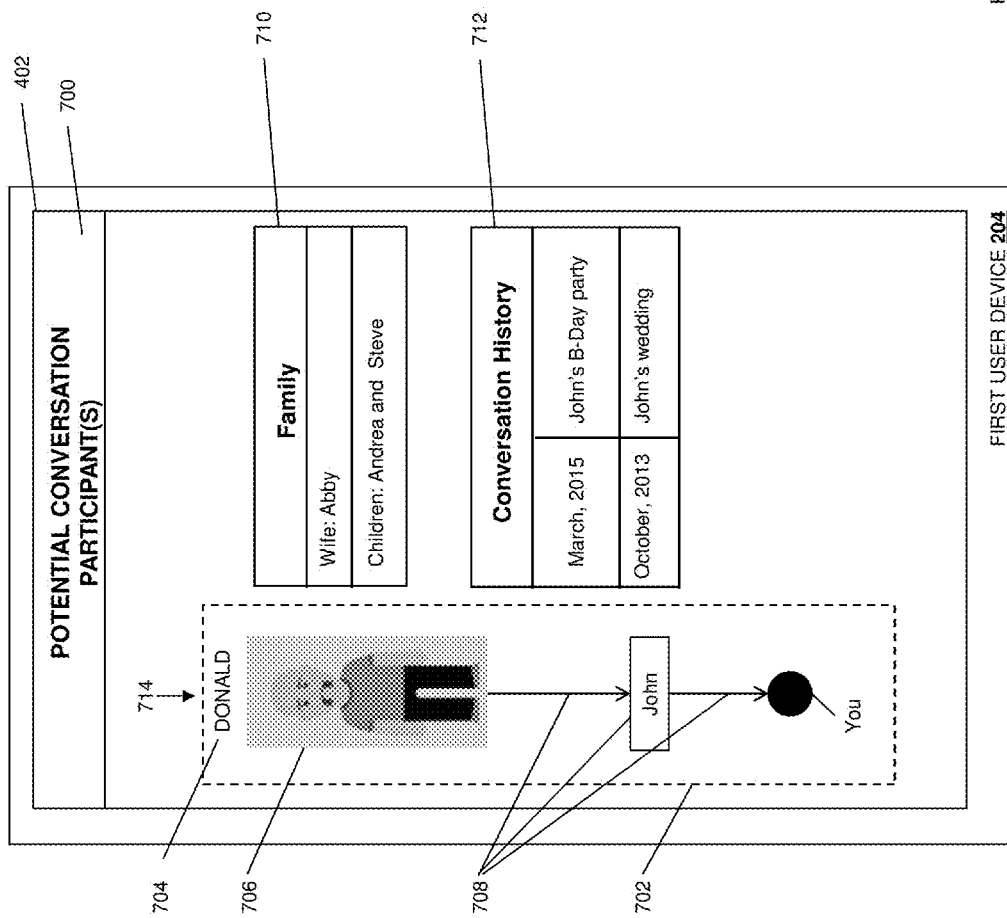 402
700
710
712
POTENTIAL CONVERSATION
PARTICIPANT(S)
714
704
DONALD
706
708
John
You
702
Family
Wife: Abby
Children: Andrea and Steve
Conversation History
March, 2015 John's B-Day party
October, 2013 John's wedding
FIRST USER DEVICE 204